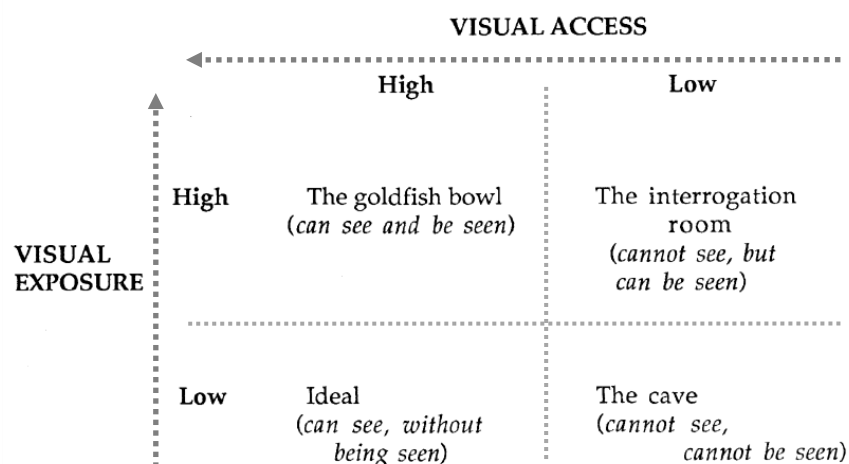 VISUAL ACCESS
High Low
High The goldfish bowl The interrogation
(can see and be seen) room
VISUAL (cannot see, but
EXPOSURE can be seen)
Low Ideal The cave
(can see, without (cannot see,
being seen) cannot be seen)